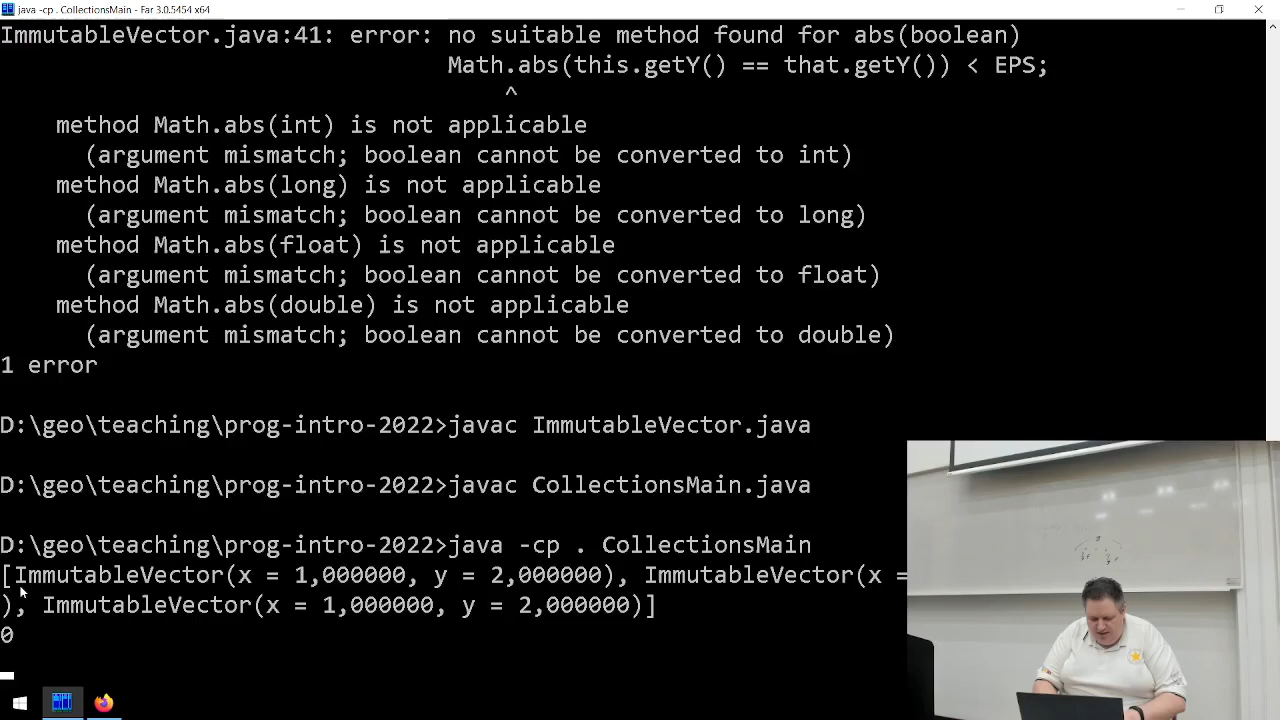 java -cp . CollectionsMain - Far 3.0.5454 x64
ImmutableVector.java:41: error: no suitable method found for abs(boolean)
Math.abs(this.getY() == that.getY()) < EPS;
^
method Math.abs(int) is not applicable
(argument mismatch; boolean cannot be converted to int)
method Math.abs(long) is not applicable
(argument mismatch; boolean cannot be converted to long)
method Math.abs(float) is not applicable
(argument mismatch; boolean cannot be converted to float)
method Math.abs(double) is not applicable
(argument mismatch; boolean cannot be converted to double)
1 error
D:\geo\teaching\prog-intro-2022>javac ImmutableVector.java
D:\geo\teaching\prog-intro-2022>javac CollectionsMain.java
D:\geo\teaching\prog-intro-2022>java -cp . CollectionsMain
[ImmutableVector(x = 1,000000, y = 2,000000), ImmutableVector(x =
), ImmutableVector(x = 1,000000, y = 2,000000)]
0